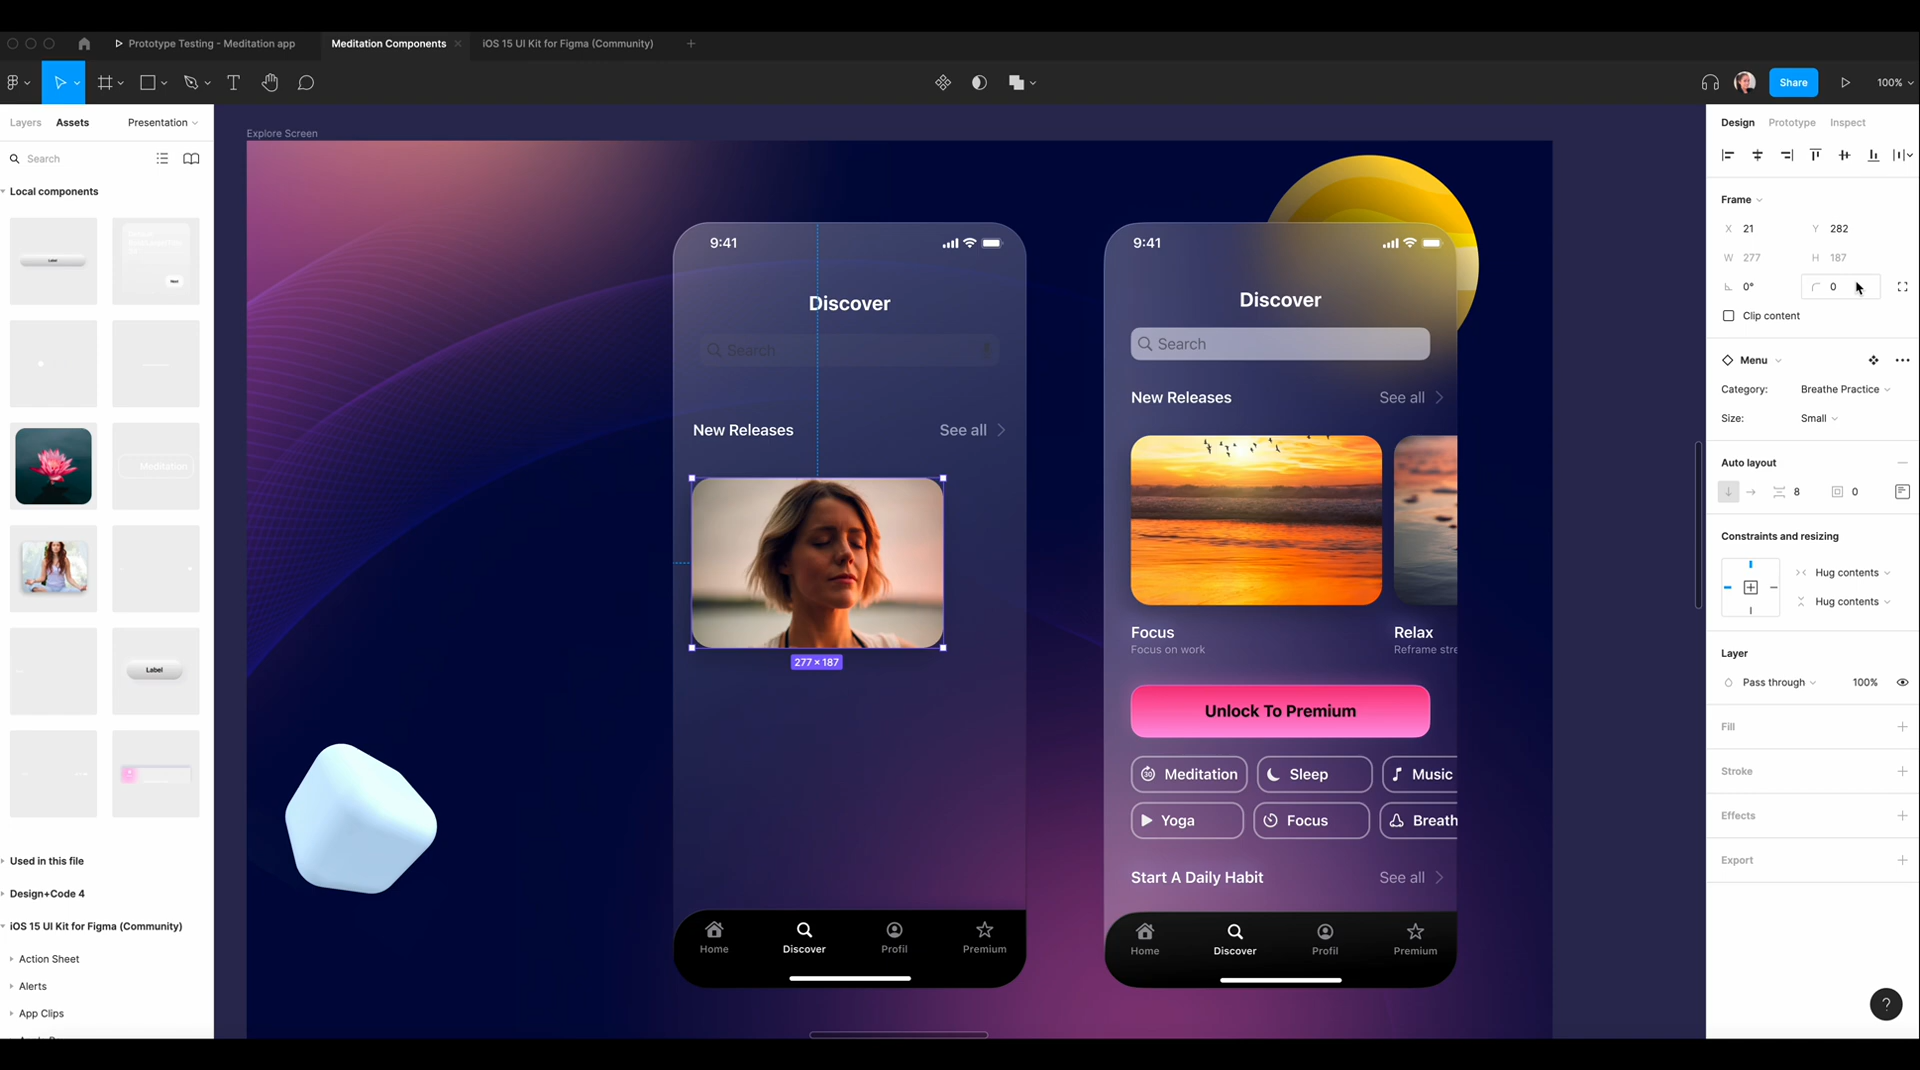 Prototype Testing - Meditation app
Meditation Components
iOS 15 UI Kit for Figma (Community)
Share
100%
Layers
Assets
Presentation
Search
Local components
Label
Next
Meditation
Label
Used in this file
Design+Code 4
iOS 15 UI Kit for Figma (Community)
Action Sheet
Alerts
App Clips
Explore Screen
9:41
Discover
Search
New Releases
See all
277 × 187
Home
Discover
Profil
Premium
9:41
Discover
Search
New Releases
See all
Focus
Focus on work
Relax
Reframe stre
Unlock To Premium
Meditation
Sleep
Music
Yoga
Focus
Breath
Start A Daily Habit
See all
Home
Discover
Profil
Premium
Design
Prototype
Inspect
Frame
X 21
Y 282
W 277
H 187
0°
0
Clip content
Menu
Category: Breathe Practice
Size: Small
Auto layout
8
0
Constraints and resizing
Hug contents
Hug contents
Layer
Pass through 100%
Fill
Stroke
Effects
Export
?